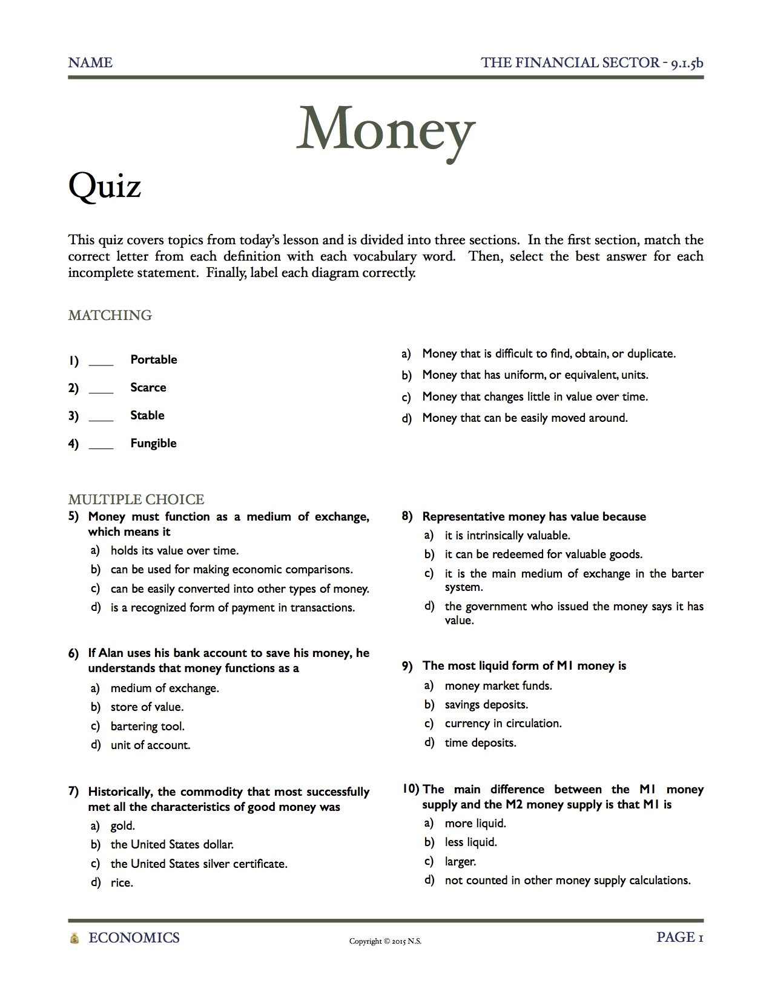 NAME
THE FINANCIAL SECTOR - 9.1.5b
Money
Quiz
This quiz covers topics from today’s lesson and is divided into three sections.  In the first section, match the
correct letter from each definition with each vocabulary word.  Then, select the best answer for each
incomplete statement.  Finally, label each diagram correctly.
MATCHING
1) ____ Portable
2) ____ Scarce
3) ____ Stable
4) ____ Fungible
a) Money that is difficult to find, obtain, or duplicate.
b) Money that has uniform, or equivalent, units.
c) Money that changes little in value over time.
d) Money that can be easily moved around.
MULTIPLE CHOICE
5) Money must function as a medium of exchange,
which means it
a) holds its value over time.
b) can be used for making economic comparisons.
c) can be easily converted into other types of money.
d) is a recognized form of payment in transactions.
6) If Alan uses his bank account to save his money, he
understands that money functions as a
a) medium of exchange.
b) store of value.
c) bartering tool.
d) unit of account.
7) Historically, the commodity that most successfully
met all the characteristics of good money was
a) gold.
b) the United States dollar.
c) the United States silver certificate.
d) rice.
8) Representative money has value because
a) it is intrinsically valuable.
b) it can be redeemed for valuable goods.
c) it is the main medium of exchange in the barter
system.
d) the government who issued the money says it has
value.
9) The most liquid form of M1 money is
a) money market funds.
b) savings deposits.
c) currency in circulation.
d) time deposits.
10) The main difference between the M1 money
supply and the M2 money supply is that M1 is
a) more liquid.
b) less liquid.
c) larger.
d) not counted in other money supply calculations.
ECONOMICS
Copyright © 2015 N.S.
PAGE 1